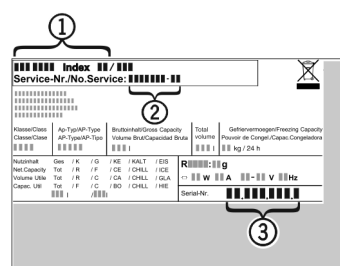 1
Index /
Service-Nr./No.Service: -
2
Klasse/Class Ap-Typ/AP-Type Bruttoinhalt/Gross Capacity Total Gefriervermoegen/Freezing Capacity
Classe/Clase AP-Type/AP-Tipo Volume Brut/Capacidad Bruta volume Pouvoir de Congel./Capac.Congeladora
l l kg / 24 h
Nutzinhalt Ges / K / G / KE / KALT / EIS
Net.Capacity Tot / R / F / CE / CHILL / ICE
Volume Utile Tot / R / C / CA / CHILL / GLA
Capac. Util Tot / F / C / BO / CHILL / HIE
l / l
R : g
W A - V Hz
Serial-Nr. . . .
3